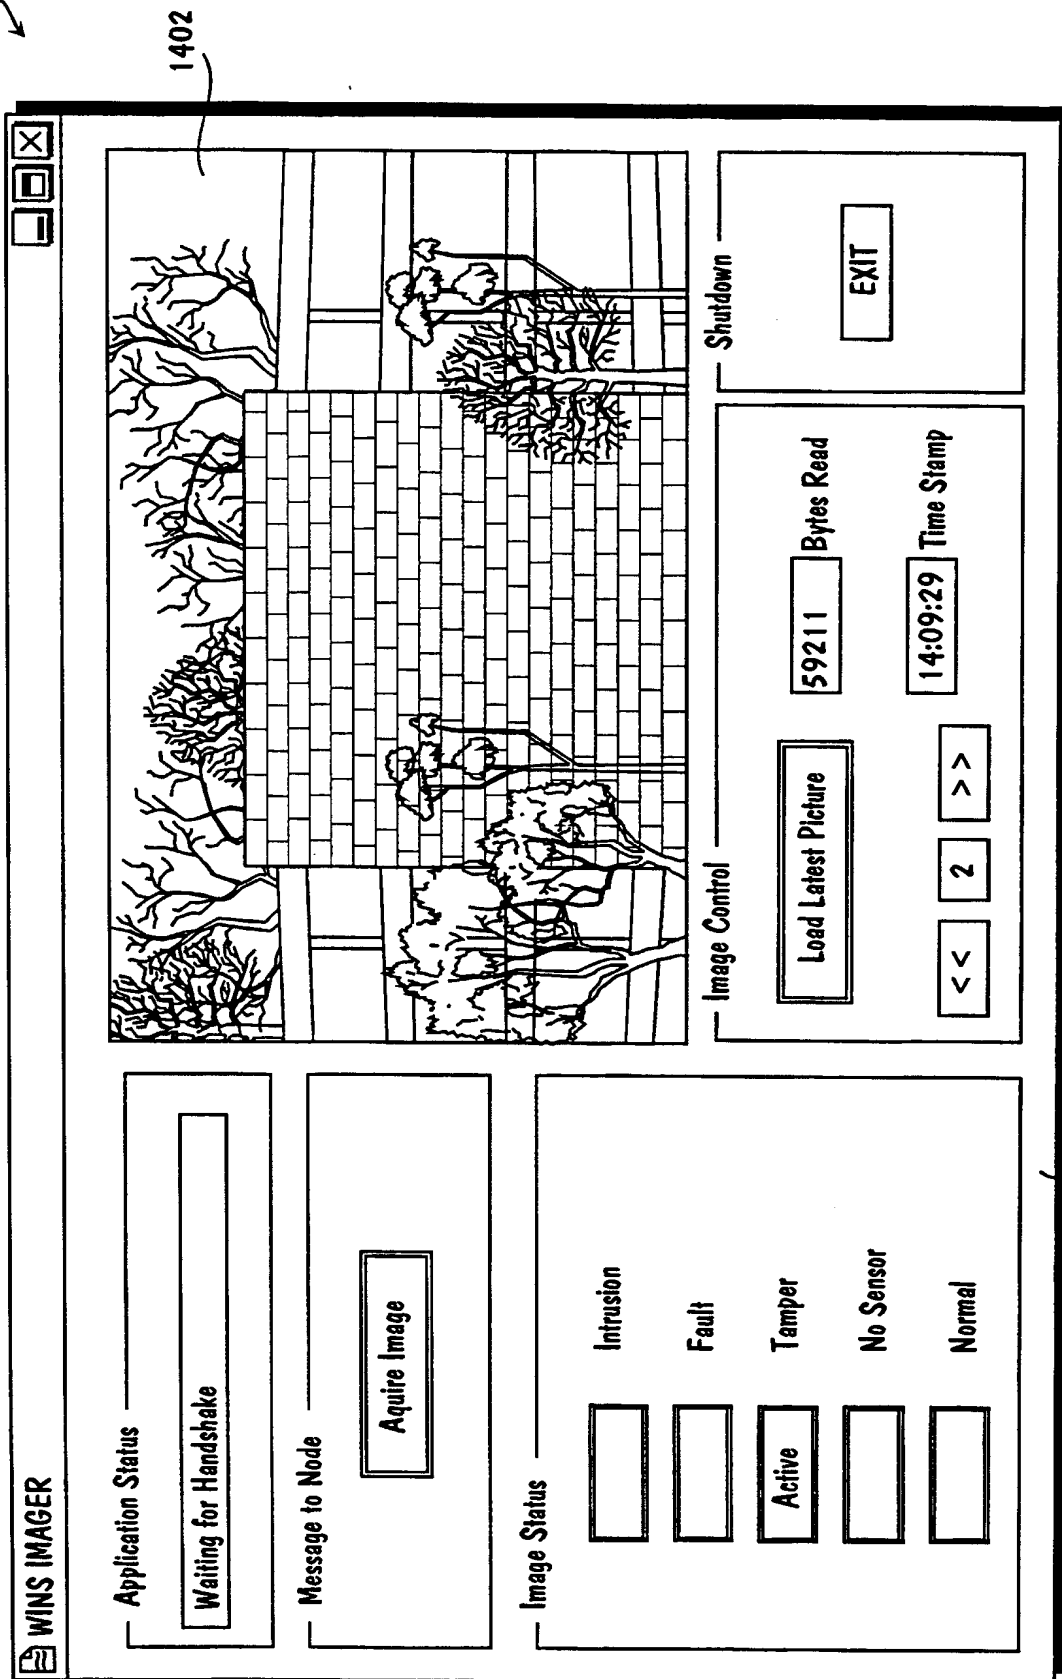 1402
WINS IMAGER
Application Status
Waiting for Handshake
Message to Node
Aquire Image
Image Status
Intrusion
Fault
Active Tamper
No Sensor
Normal
Image Control
Load Latest Picture
59211 Bytes Read
<< 2 >>
14:09:29 Time Stamp
Shutdown
EXIT